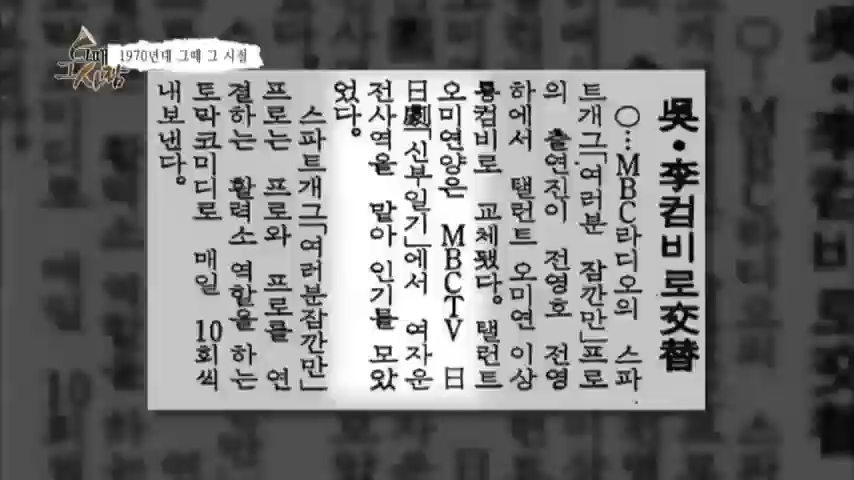 그때
그 사람
1970년대 그때 그 시절
吳·李컴비로交替
○…MBC라디오의 스파
트개그「여러분 잠깐만」프로
의 출연진이 전영호 전영
하에서 탤런트 오미연 이상
룡컴비로 교체됐다. 탤런트
오미연양은 MBCTV 日
日劇「신부일기」에서 여자운
전사역을 맡아 인기를 모았
었다.
스파트개그「여러분잠깐만」
프로는 프로와 프로를 연
결하는 활력소 역할을 하는
토막코미디로 매일 10회씩
내보낸다.